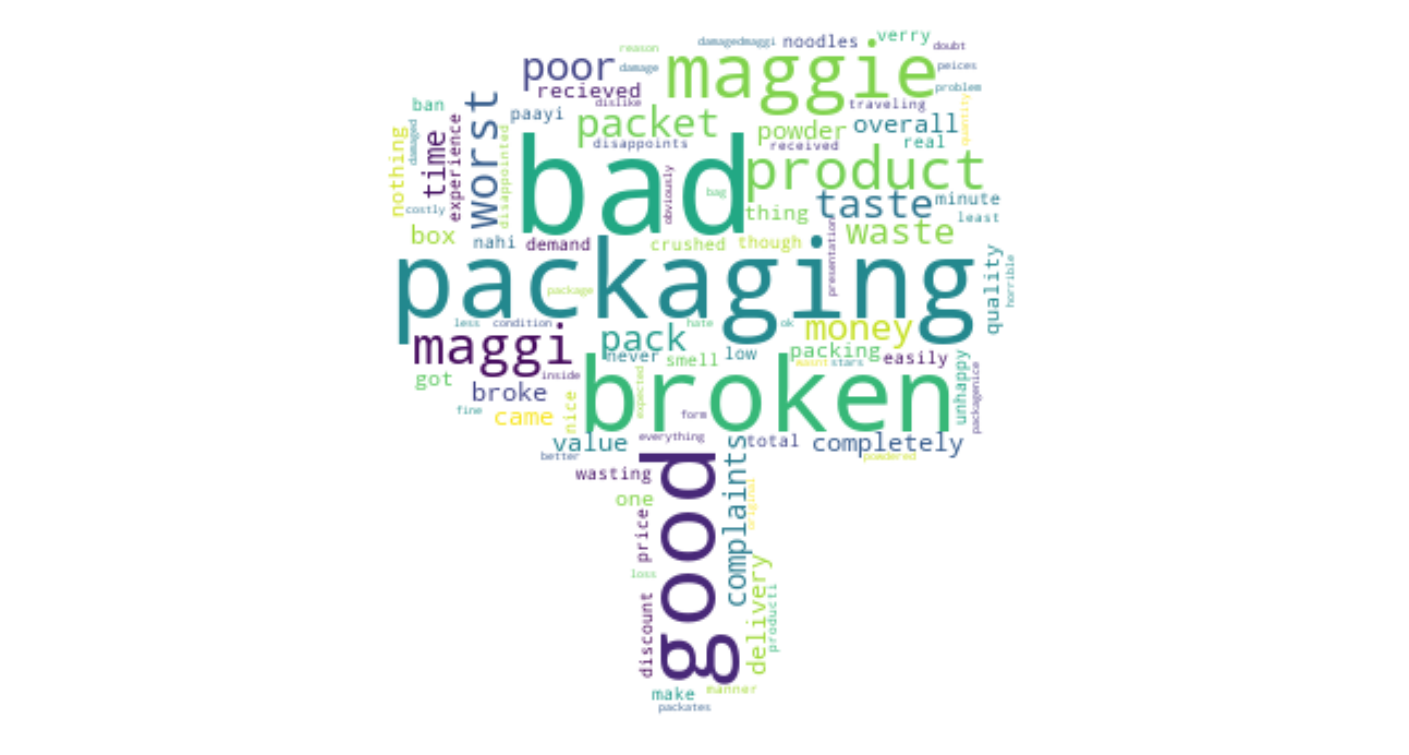 verry
damagedmaggi
noodles
doubt
reason
maggie
poor
damage
peices
problem
recieved
dislike
traveling
ban
worst
paayi
packet
powder
overall
quantity
nothing
damaged
time
experience
disappointed
disappoints
received
real
bad
product
obviously
bag
costly
thing
taste
minute
least
box
nahi
demand
crushed
though
presentation
waste
packaging
package
quality
horrible
less
condition
hate
ok
money
maggi
pack
never
smell
low
packing
easily
wasnt
stars
got
inside
broke
nice
expected
broken
unhappy
packagenice
fine
came
form
value
everything
total
completely
better
powdered
wasting
good
complaints
original
one
price
loss
discount
delivery
producti
make
manner
packates